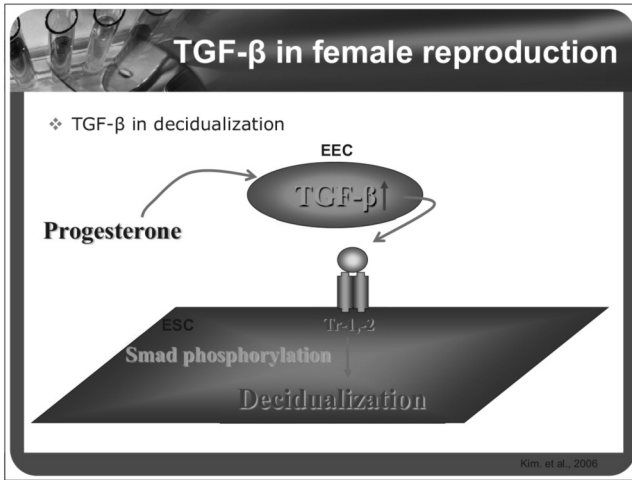 TGF-β in female reproduction
❖ TGF-β in decidualization
EEC
TGF-β
Progesterone
ESC
Tr-1,-2
Smad phosphorylation
Decidualization
Kim. et al., 2006